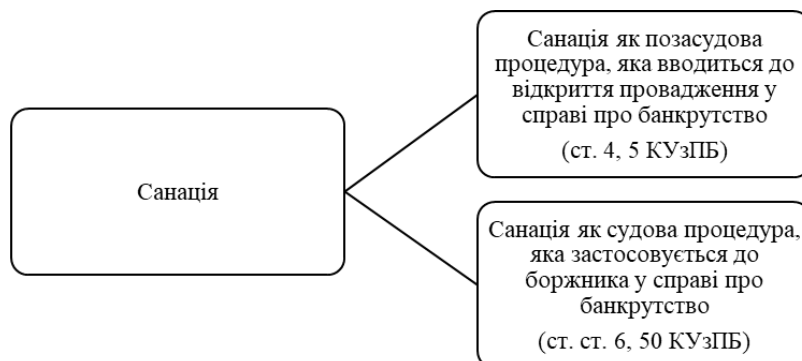 Санація
Санація як позасудова
процедура, яка вводиться до
відкриття провадження у
справі про банкрутство
(ст. 4, 5 КУзПБ)
Санація як судова процедура,
яка застосовується до
боржника у справі про
банкрутство
(ст. ст. 6, 50 КУзПБ)